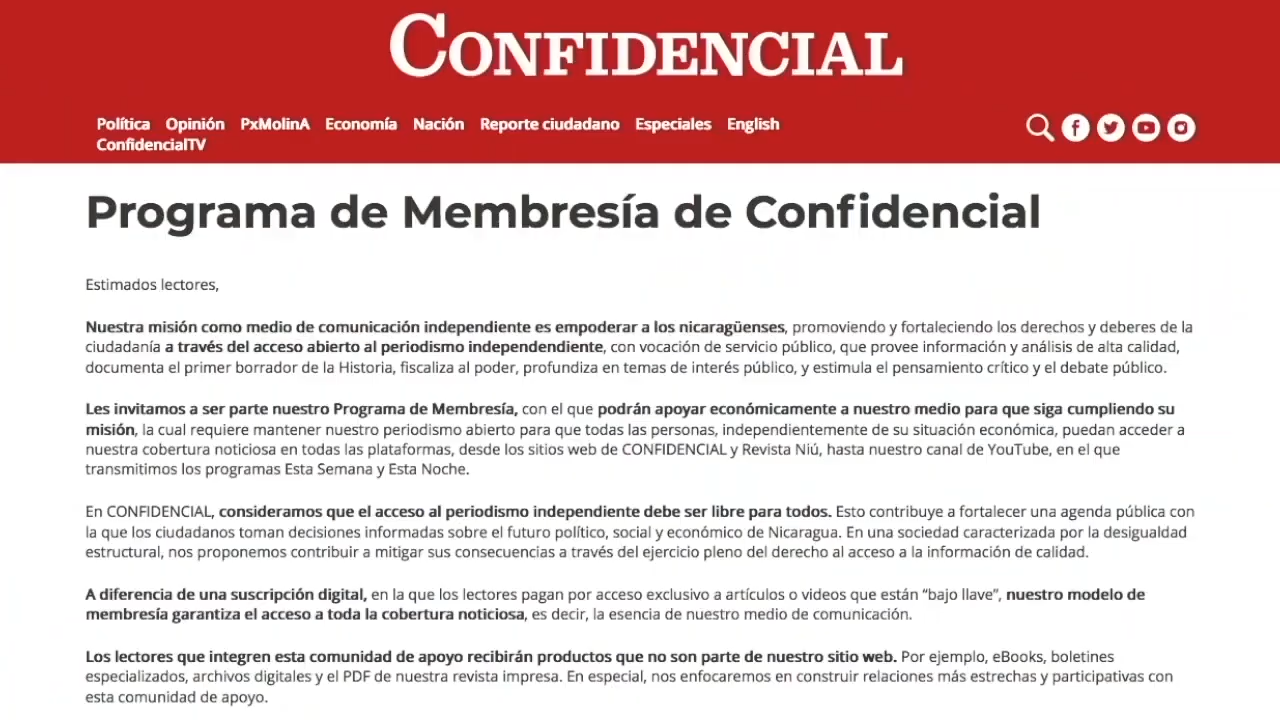 CONFIDENCIAL
Política Opinión PxMolinA Economía Nación Reporte ciudadano Especiales English
ConfidencialTV
Programa de Membresía de Confidencial
Estimados lectores,
Nuestra misión como medio de comunicación independiente es empoderar a los nicaragüenses, promoviendo y fortaleciendo los derechos y deberes de la
ciudadanía a través del acceso abierto al periodismo independendiente, con vocación de servicio público, que provee información y análisis de alta calidad,
documenta el primer borrador de la Historia, fiscaliza al poder, profundiza en temas de interés público, y estimula el pensamiento crítico y el debate público.
Les invitamos a ser parte nuestro Programa de Membresía, con el que podrán apoyar económicamente a nuestro medio para que siga cumpliendo su
misión, la cual requiere mantener nuestro periodismo abierto para que todas las personas, independientemente de su situación económica, puedan acceder a
nuestra cobertura noticiosa en todas las plataformas, desde los sitios web de CONFIDENCIAL y Revista Niú, hasta nuestro canal de YouTube, en el que
transmitimos los programas Esta Semana y Esta Noche.
En CONFIDENCIAL, consideramos que el acceso al periodismo independiente debe ser libre para todos. Esto contribuye a fortalecer una agenda pública con
la que los ciudadanos toman decisiones informadas sobre el futuro político, social y económico de Nicaragua. En una sociedad caracterizada por la desigualdad
estructural, nos proponemos contribuir a mitigar sus consecuencias a través del ejercicio pleno del derecho al acceso a la información de calidad.
A diferencia de una suscripción digital, en la que los lectores pagan por acceso exclusivo a artículos o videos que están “bajo llave”, nuestro modelo de
membresía garantiza el acceso a toda la cobertura noticiosa, es decir, la esencia de nuestro medio de comunicación.
Los lectores que integren esta comunidad de apoyo recibirán productos que no son parte de nuestro sitio web. Por ejemplo, eBooks, boletines
especializados, archivos digitales y el PDF de nuestra revista impresa. En especial, nos enfocaremos en construir relaciones más estrechas y participativas con
esta comunidad de apoyo.